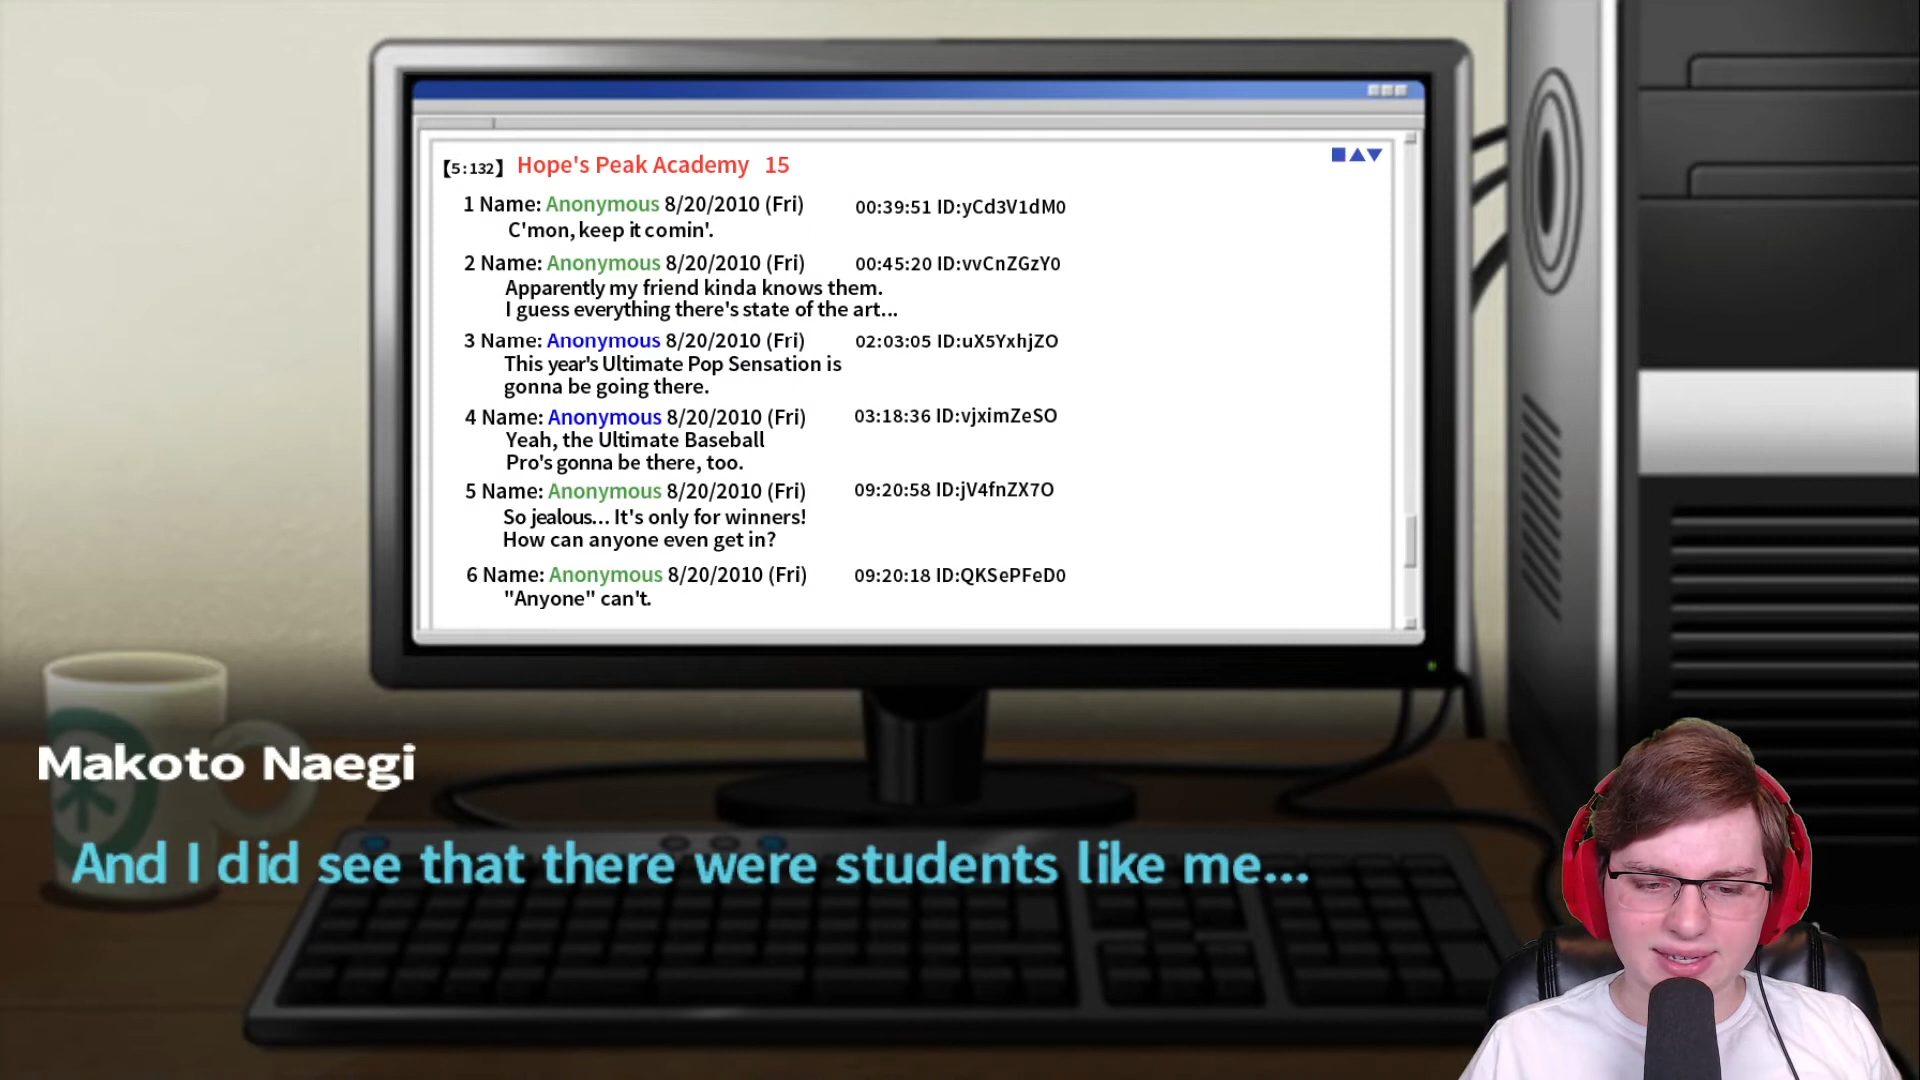 【5:132】 Hope's Peak Academy 15
1 Name: Anonymous 8/20/2010 (Fri) 00:39:51 ID:yCd3V1dM0
C'mon, keep it comin'.
2 Name: Anonymous 8/20/2010 (Fri) 00:45:20 ID:vvCnZGzY0
Apparently my friend kinda knows them.
I guess everything there's state of the art...
3 Name: Anonymous 8/20/2010 (Fri) 02:03:05 ID:uX5YxhjZO
This year's Ultimate Pop Sensation is
gonna be going there.
4 Name: Anonymous 8/20/2010 (Fri) 03:18:36 ID:vjximZeSO
Yeah, the Ultimate Baseball
Pro's gonna be there, too.
5 Name: Anonymous 8/20/2010 (Fri) 09:20:58 ID:jV4fnZX7O
So jealous... It's only for winners!
How can anyone even get in?
6 Name: Anonymous 8/20/2010 (Fri) 09:20:18 ID:QKSePFeD0
"Anyone" can't.
Makoto Naegi
And I did see that there were students like me...